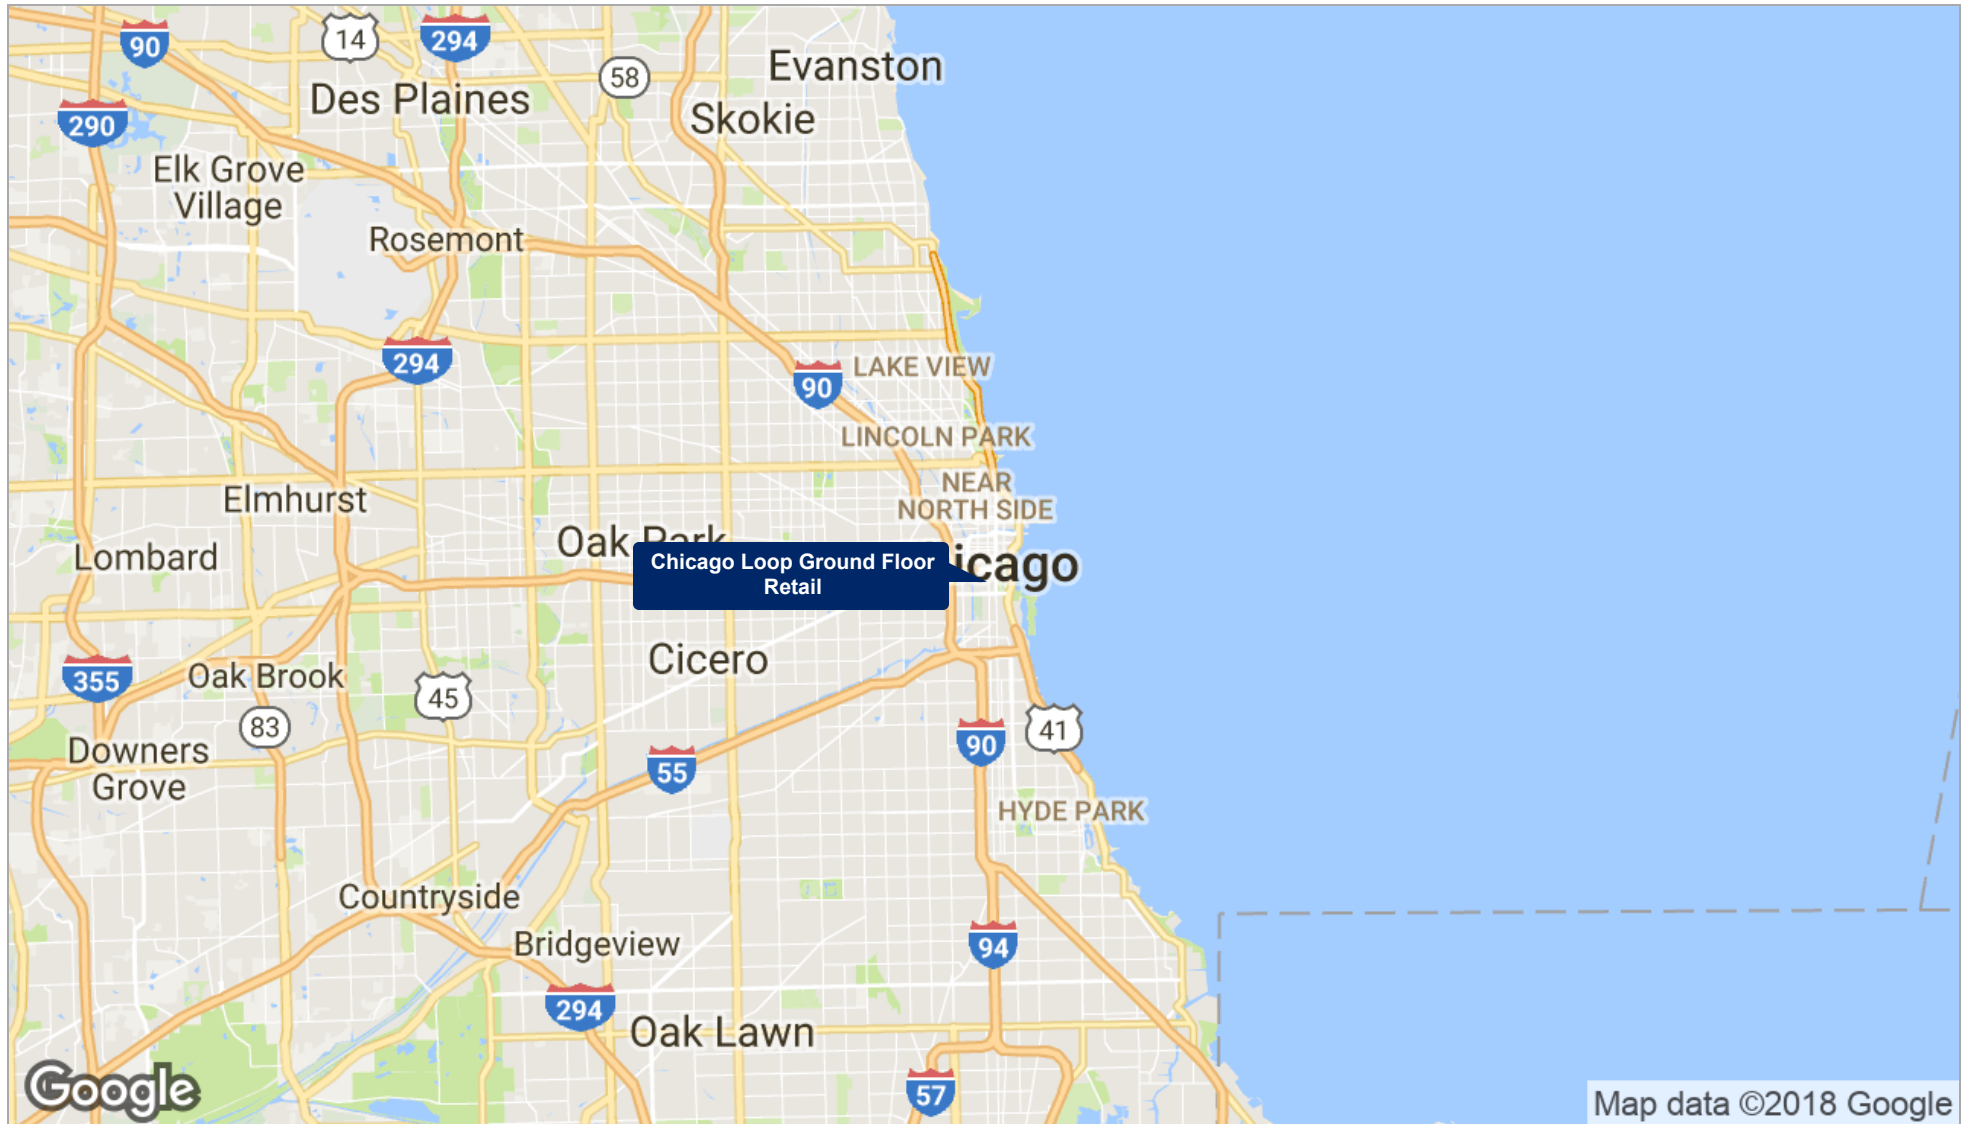 90
14
294
58
Evanston
Des Plaines
Skokie
290
Elk Grove
Village
Rosemont
294
90
LAKE VIEW
LINCOLN PARK
NEAR
NORTH SIDE
Elmhurst
Oak Park
Lombard
Chicago Loop Ground Floor
Retail
icago
Cicero
355
Oak Brook
45
83
41
90
55
Downers
Grove
HYDE PARK
Countryside
Bridgeview
94
294
Oak Lawn
57
Google
Map data ©2018 Google